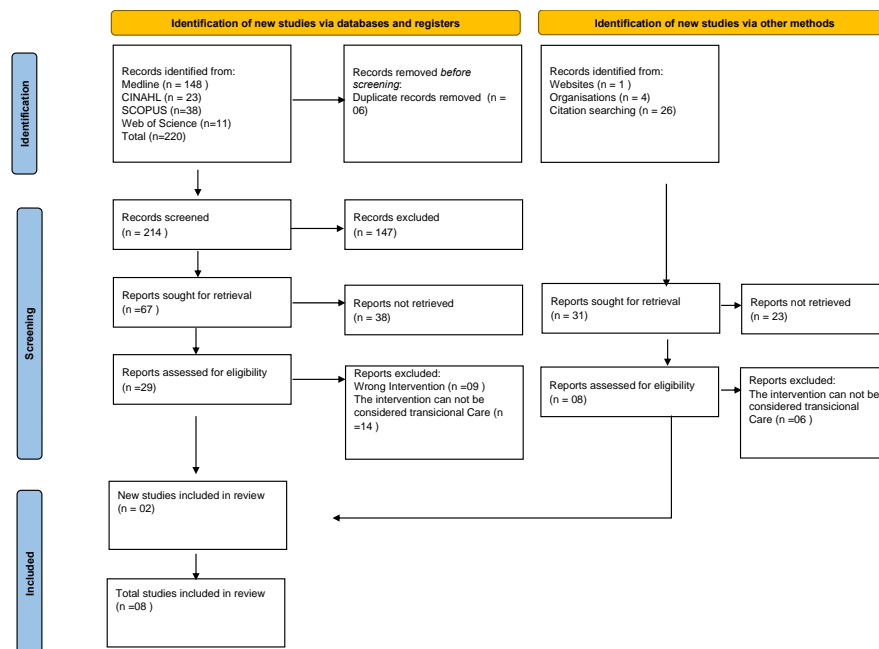 Identification of new studies via databases and registers
Identification of new studies via other methods
Identification
Records identified from:
Medline (n = 148 )
CINAHL (n = 23)
SCOPUS (n=38)
Web of Science (n=11)
Total (n=220)
Records removed before
screening:
Duplicate records removed (n =
06)
Records identified from:
Websites (n = 1 )
Organisations (n = 4)
Citation searching (n = 26)
Screening
Records screened
(n = 214 )
Records excluded
(n = 147)
Reports sought for retrieval
(n =67 )
Reports not retrieved
(n = 38)
Reports sought for retrieval
(n = 31)
Reports not retrieved
(n = 23)
Reports assessed for eligibility
(n =29)
Reports excluded:
Wrong Intervention (n =09 )
The intervention can not be
considered transicional Care (n
=14 )
Reports assessed for eligibility
(n = 08)
Reports excluded:
The intervention can not be
considered transicional
Care (n =06 )
Included
New studies included in review
(n = 02)
Total studies included in review
(n =08 )